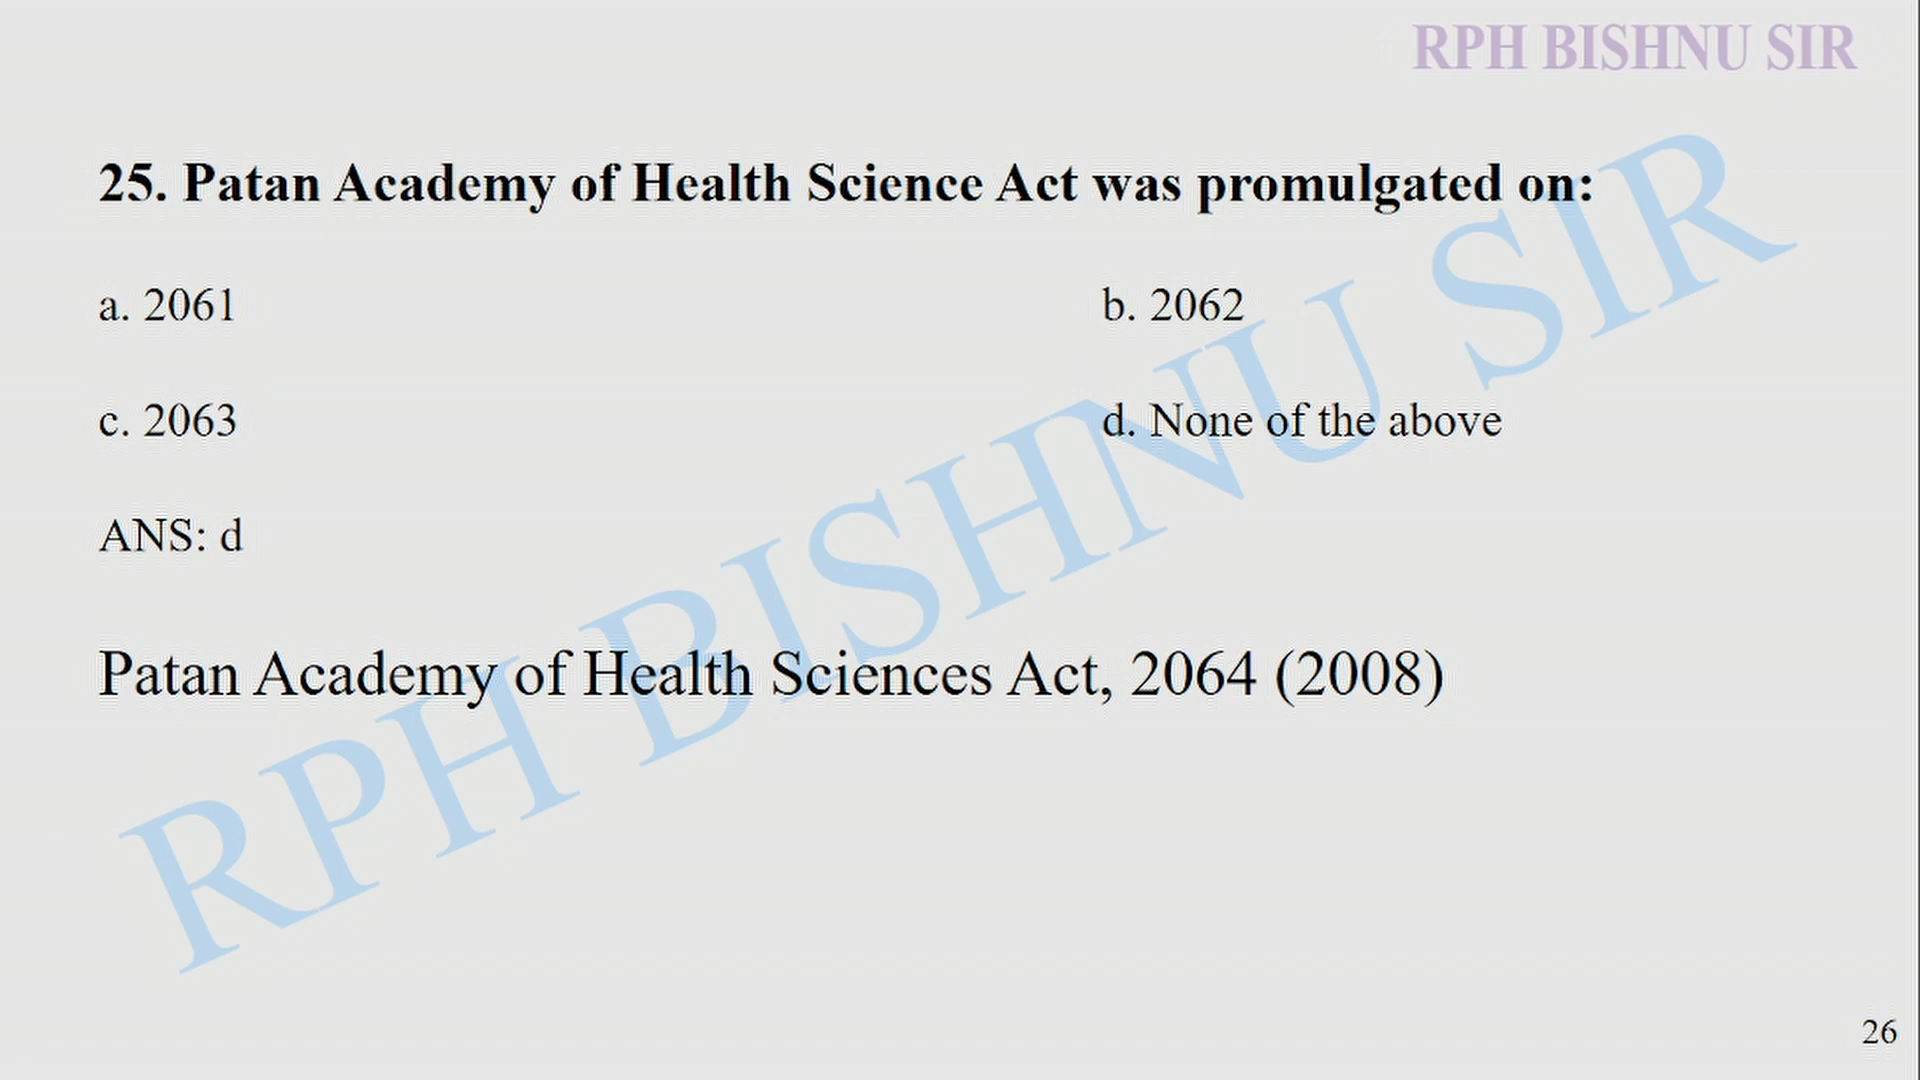 RPH BISHNU SIR
25. Patan Academy of Health Science Act was promulgated on:
a. 2061
b. 2062
c. 2063
d. None of the above
ANS: d
Patan Academy of Health Sciences Act, 2064 (2008)
RPH BISHNU SIR
26